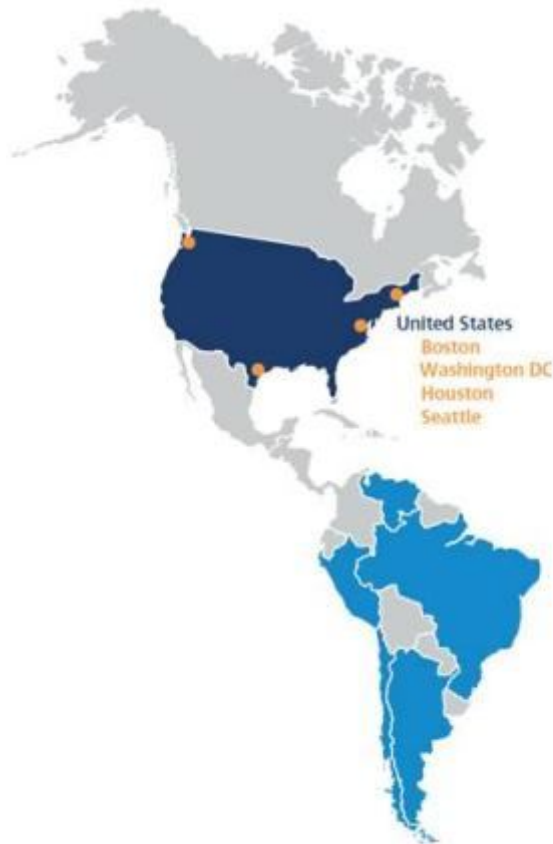 United States
Boston
Washington DC
Houston
Seattle